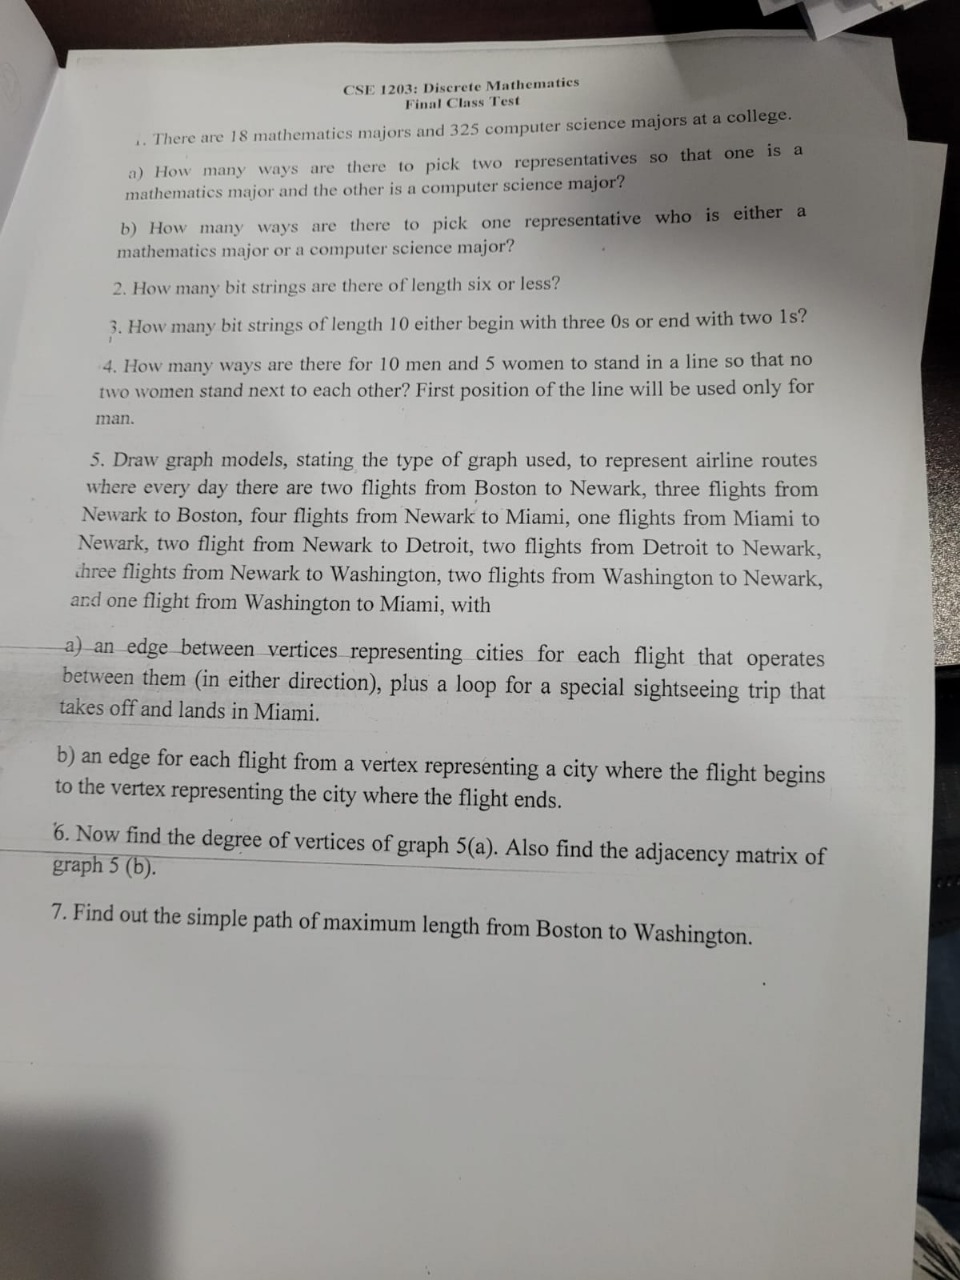 CSE 1203: Discrete Mathematics
Final Class Test
. There are 18 mathematics majors and 325 computer science majors at a college.
a) How many ways are there to pick two representatives so that one is a
mathematics major and the other is a computer science major?
b) How many ways are there to pick one representative who is either a
mathematics major or a computer science major?
2. How many bit strings are there of length six or less?
3. How many bit strings of length 10 either begin with three 0s or end with two 1s?
4. How many ways are there for 10 men and 5 women to stand in a line so that no
two women stand next to each other? First position of the line will be used only for
man.
5. Draw graph models, stating the type of graph used, to represent airline routes
where every day there are two flights from Boston to Newark, three flights from
Newark to Boston, four flights from Newark to Miami, one flights from Miami to
Newark, two flight from Newark to Detroit, two flights from Detroit to Newark,
three flights from Newark to Washington, two flights from Washington to Newark,
and one flight from Washington to Miami, with
a) an edge between vertices representing cities for each flight that operates
between them (in either direction), plus a loop for a special sightseeing trip that
takes off and lands in Miami.
b) an edge for each flight from a vertex representing a city where the flight begins
to the vertex representing the city where the flight ends.
6. Now find the degree of vertices of graph 5(a). Also find the adjacency matrix of
graph 5 (b).
7. Find out the simple path of maximum length from Boston to Washington.